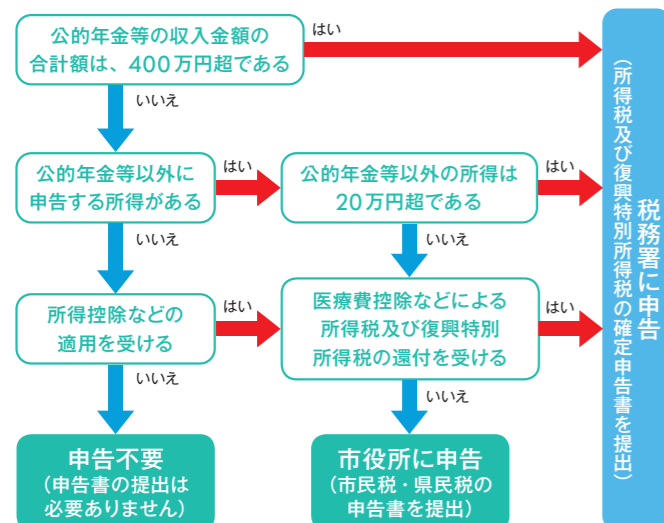 公的年金等の収入金額の
合計額は、400万円超である
はい
いいえ
公的年金等以外に
申告する所得がある
はい
公的年金等以外の所得は
20万円超である
はい
いいえ
いいえ
所得控除などの
適用を受ける
はい
医療費控除などによる
所得税及び復興特別
所得税の還付を受ける
はい
いいえ
いいえ
申告不要
(申告書の提出は
必要ありません)
市役所に申告
(市民税・県民税の
申告書を提出)
税務署に申告
(所得税及び復興特別所得税の確定申告書を提出)